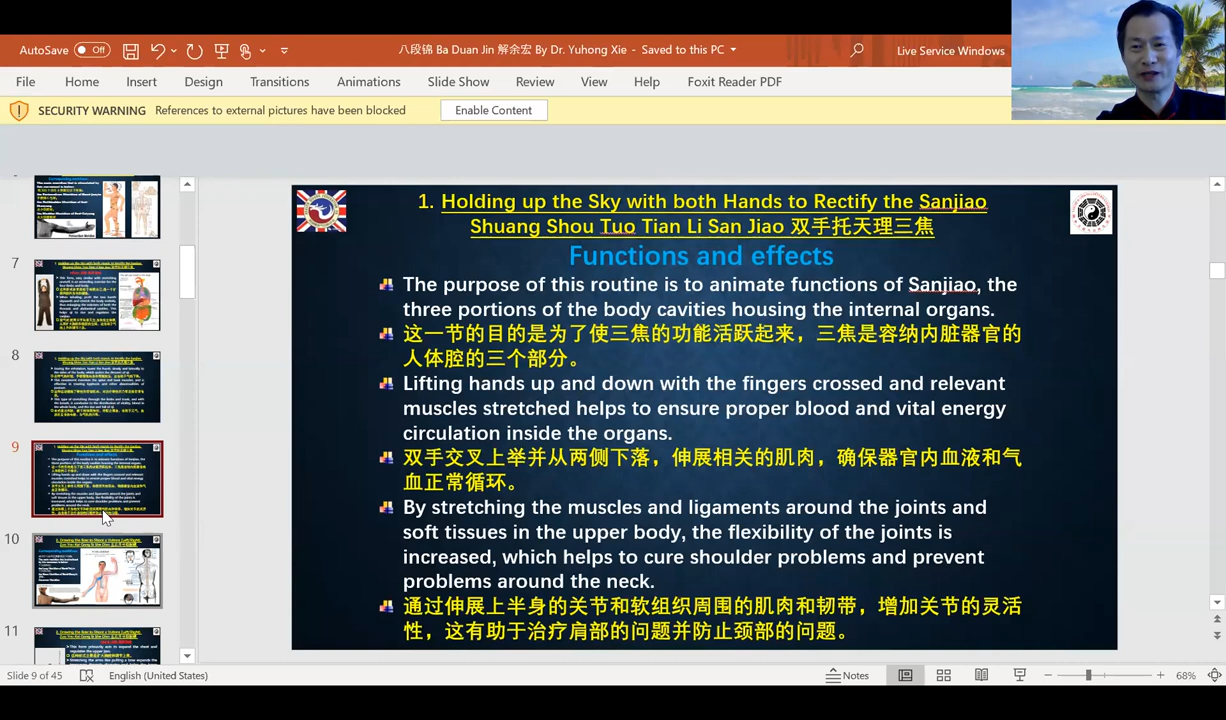 AutoSave Off
八段锦 Ba Duan Jin 解余宏 By Dr. Yuhong Xie - Saved to this PC
Live Service Windows
File Home Insert Design Transitions Animations Slide Show Review View Help Foxit Reader PDF
SECURITY WARNING References to external pictures have been blocked Enable Content
7
8
9
10
11
1. Holding up the Sky with both Hands to Rectify the Sanjiao
Shuang Shou Tuo Tian Li San Jiao 双手托天理三焦
Functions and effects
The purpose of this routine is to animate functions of Sanjiao, the
three portions of the body cavities housing the internal organs.
这一节的目的是为了使三焦的功能活跃起来，三焦是容纳内脏器官的
人体腔的三个部分。
Lifting hands up and down with the fingers crossed and relevant
muscles stretched helps to ensure proper blood and vital energy
circulation inside the organs.
双手交叉上举并从两侧下落，伸展相关的肌肉，确保器官内血液和气
血正常循环。
By stretching the muscles and ligaments around the joints and
soft tissues in the upper body, the flexibility of the joints is
increased, which helps to cure shoulder problems and prevent
problems around the neck.
通过伸展上半身的关节和软组织周围的肌肉和韧带，增加关节的灵活
性，这有助于治疗肩部的问题并防止颈部的问题。
Slide 9 of 45 English (United States) Notes 68%